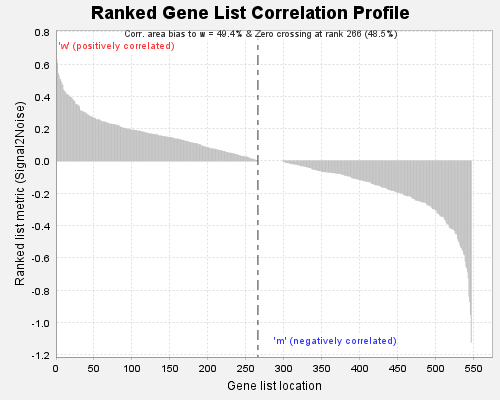 Ranked Gene List Correlation Profile
Corr. area bias to w = 49.4% & Zero crossing at rank 266 (48.5%)
'w' (positively correlated)
0.8
0.6
0.4
0.2
0.0
-0.2
-0.4
-0.6
-0.8
-1.0
-1.2
Ranked list metric (Signal2Noise)
'm' (negatively correlated)
0 50 100 150 200 250 300 350 400 450 500 550
Gene list location